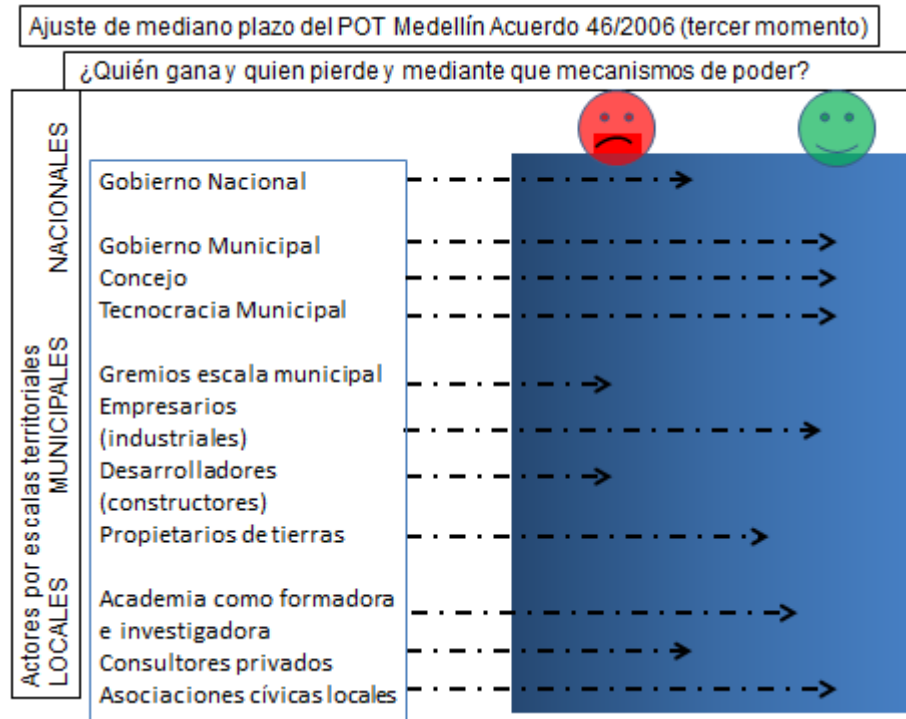 Ajuste de mediano plazo del POT Medellín Acuerdo 46/2006 (tercer momento)
¿Quién gana y quien pierde y mediante que mecanismos de poder?
Actores por escalas territoriales
NACIONALES
Gobierno Nacional
MUNICIPALES
Gobierno Municipal
Concejo
Tecnocracia Municipal
Gremios escala municipal
Empresarios
(industriales)
Desarrolladores
(constructores)
Propietarios de tierras
LOCALES
Academia como formadora
e investigadora
Consultores privados
Asociaciones cívicas locales